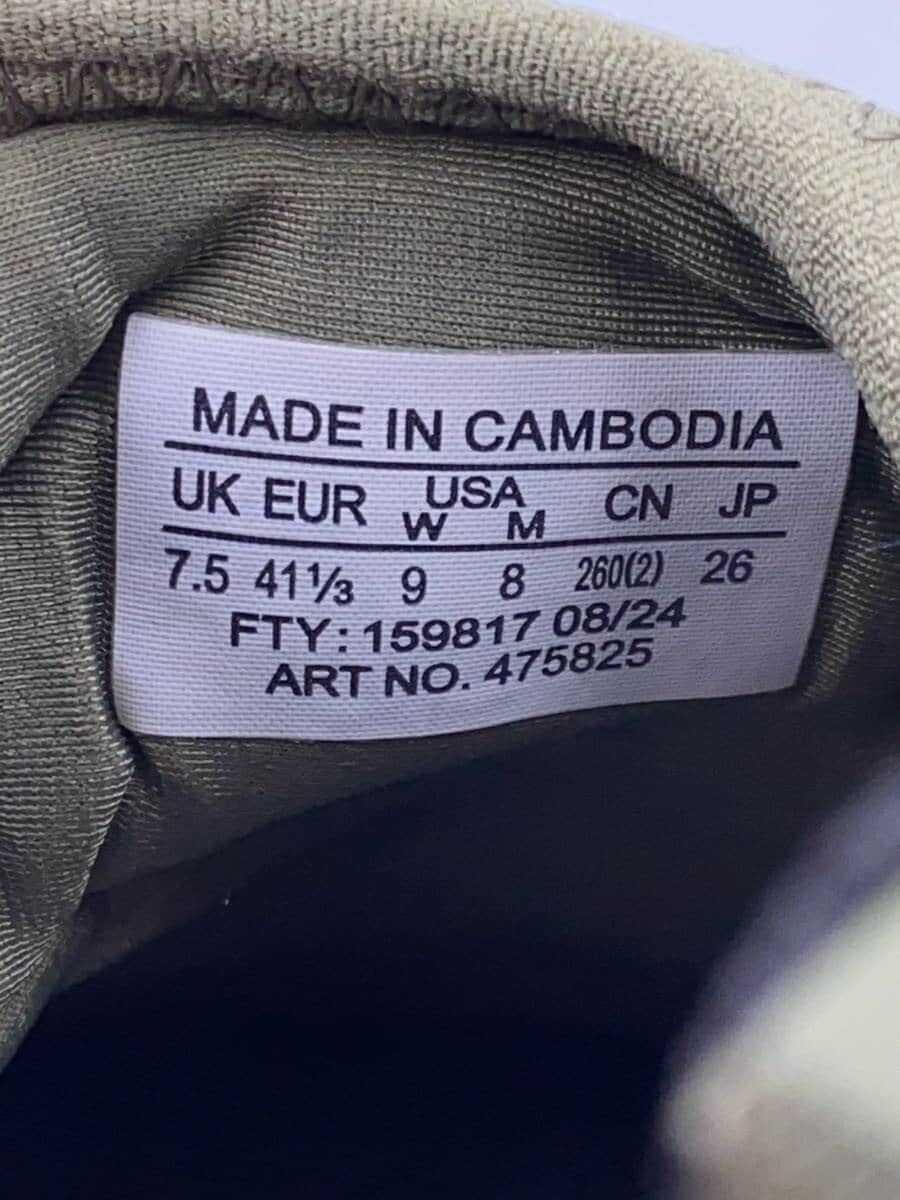 MADE IN CAMBODIA
UK EUR USA CN JP
W M
7.5 41⅓ 9 8 260(2) 26
FTY: 159817 08/24
ART NO. 475825